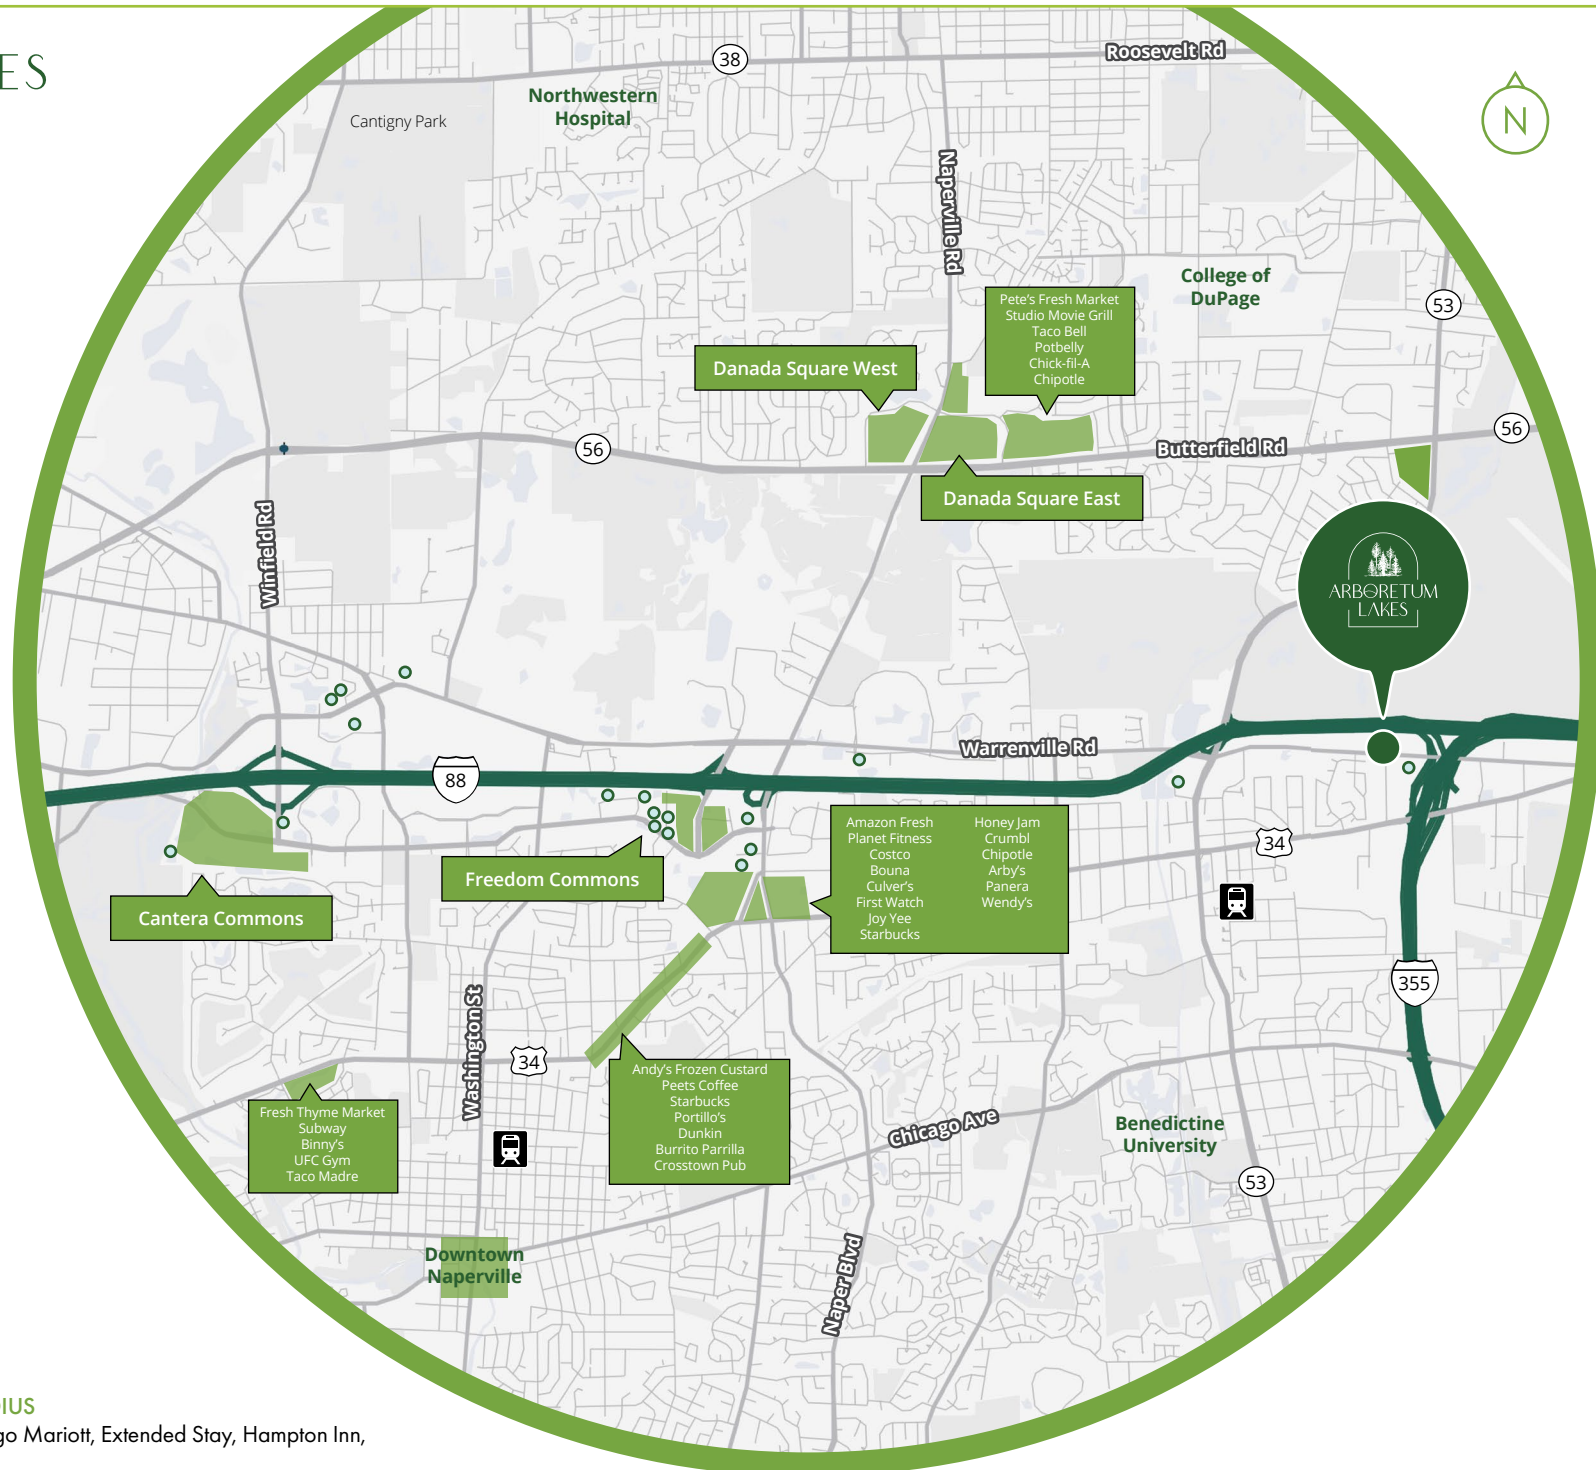 ES
38
Roosevelt Rd
N
Northwestern
Hospital
Cantigny Park
Naperville Rd
College of
DuPage
53
Pete's Fresh Market
Studio Movie Grill
Taco Bell
Potbelly
Chick-fil-A
Chipotle
Danada Square West
56
56
Butterfield Rd
Danada Square East
Winfield Rd
ARBORETUM
LAKES
Warrenville Rd
88
Amazon Fresh
Planet Fitness
Costco
Bouna
Culver's
First Watch
Joy Yee
Starbucks
Honey Jam
Crumbl
Chipotle
Arby's
Panera
Wendy's
34
Freedom Commons
Cantera Commons
355
Washington St
34
Andy's Frozen Custard
Peets Coffee
Starbucks
Portillo's
Dunkin
Burrito Parrilla
Crosstown Pub
Fresh Thyme Market
Subway
Binny's
UFC Gym
Taco Madre
Chicago Ave
Benedictine
University
53
Downtown
Naperville
Naper Blvd
IUS
go Mariott, Extended Stay, Hampton Inn,